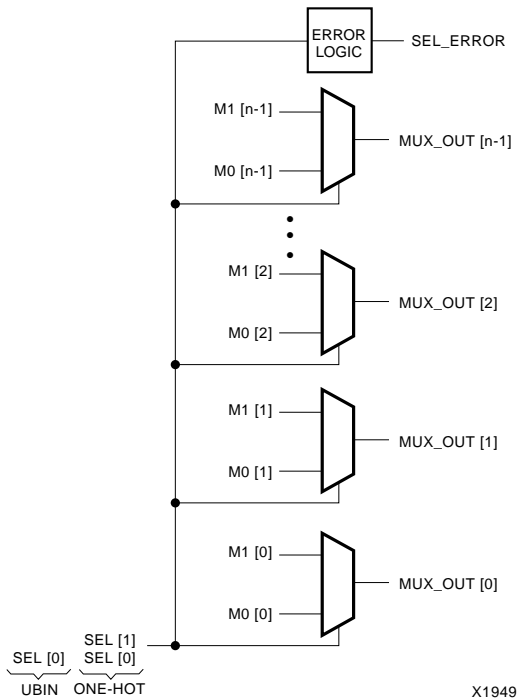 ERROR
LOGIC
SEL_ERROR
M1 [n-1]
MUX_OUT [n-1]
M0 [n-1]
M1 [2]
MUX_OUT [2]
M0 [2]
M1 [1]
MUX_OUT [1]
M0 [1]
M1 [0]
MUX_OUT [0]
M0 [0]
SEL [1]
SEL [0] SEL [0]
UBIN ONE-HOT
X1949